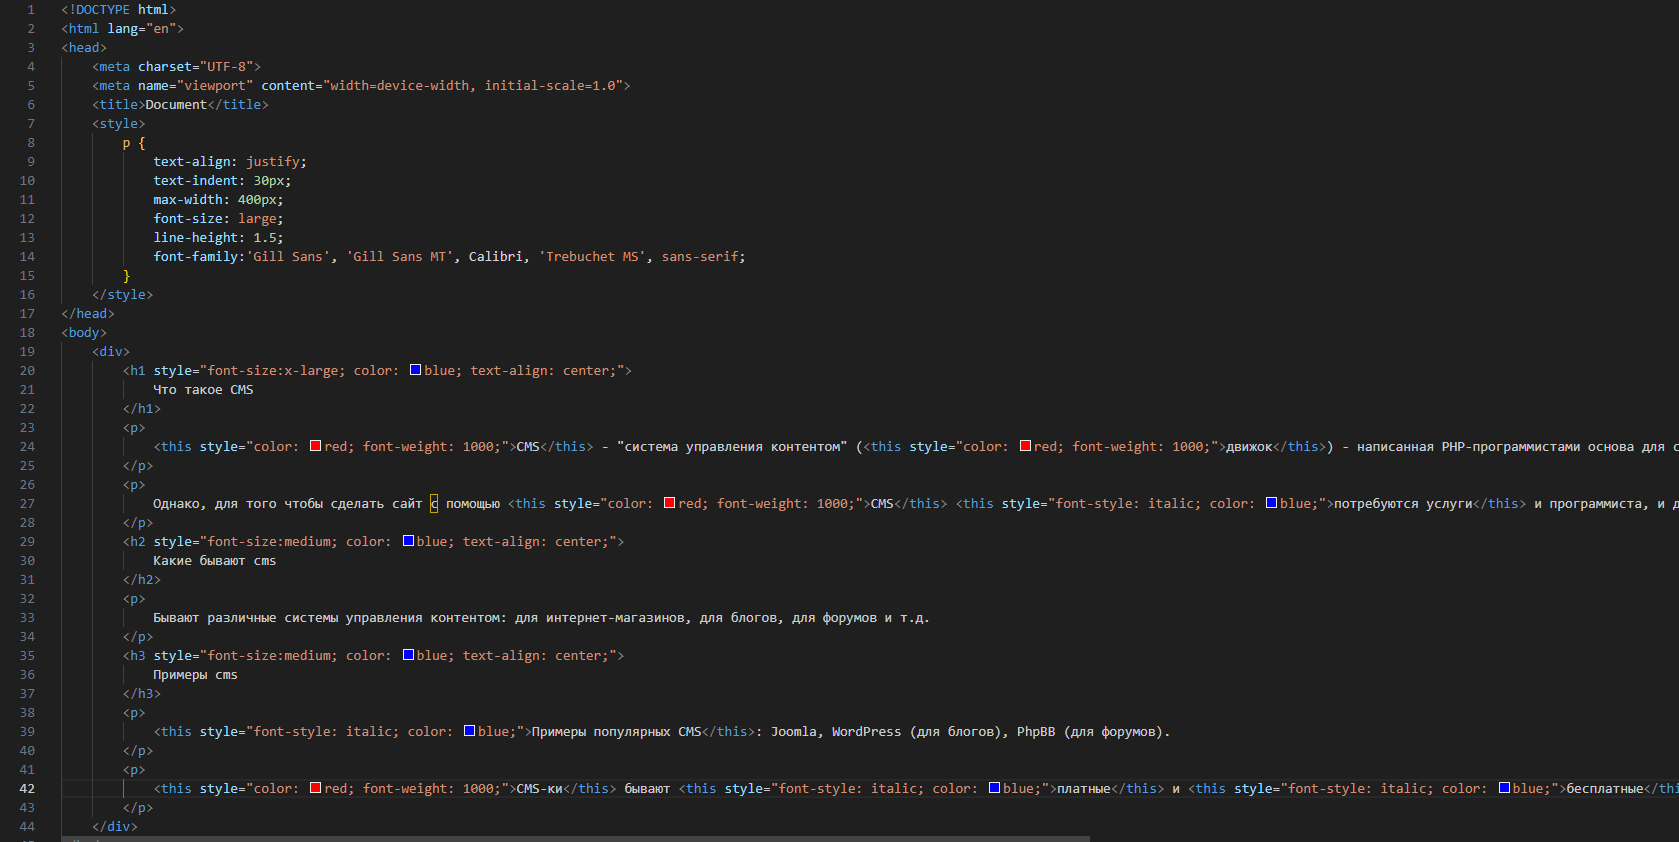 1 <!DOCTYPE html>
2 <html lang="en">
3 <head>
4 <meta charset="UTF-8">
5 <meta name="viewport" content="width=device-width, initial-scale=1.0">
6 <title>Document</title>
7 <style>
8 p {
9 text-align: justify;
10 text-indent: 30px;
11 max-width: 400px;
12 font-size: large;
13 line-height: 1.5;
14 font-family:'Gill Sans', 'Gill Sans MT', Calibri, 'Trebuchet MS', sans-serif;
15 }
16 </style>
17 </head>
18 <body>
19 <div>
20 <h1 style="font-size:x-large; color: blue; text-align: center;">
21 Что такое CMS
22 </h1>
23 <p>
24 <this style="color: red; font-weight: 1000;">CMS</this> - "система управления контентом" (<this style="color: red; font-weight: 1000;">движок</this>) - написанная PHP-программистами основа для с
25 </p>
26 <p>
27 Однако, для того чтобы сделать сайт с помощью <this style="color: red; font-weight: 1000;">CMS</this> <this style="font-style: italic; color: blue;">потребуются услуги</this> и программиста, и д
28 </p>
29 <h2 style="font-size:medium; color: blue; text-align: center;">
30 Какие бывают cms
31 </h2>
32 <p>
33 Бывают различные системы управления контентом: для интернет-магазинов, для блогов, для форумов и т.д.
34 </p>
35 <h3 style="font-size:medium; color: blue; text-align: center;">
36 Примеры cms
37 </h3>
38 <p>
39 <this style="font-style: italic; color: blue;">Примеры популярных CMS</this>: Joomla, WordPress (для блогов), PhpBB (для форумов).
40 </p>
41 <p>
42 <this style="color: red; font-weight: 1000;">CMS-ки</this> бывают <this style="font-style: italic; color: blue;">платные</this> и <this style="font-style: italic; color: blue;">бесплатные</thi
43 </p>
44 </div>